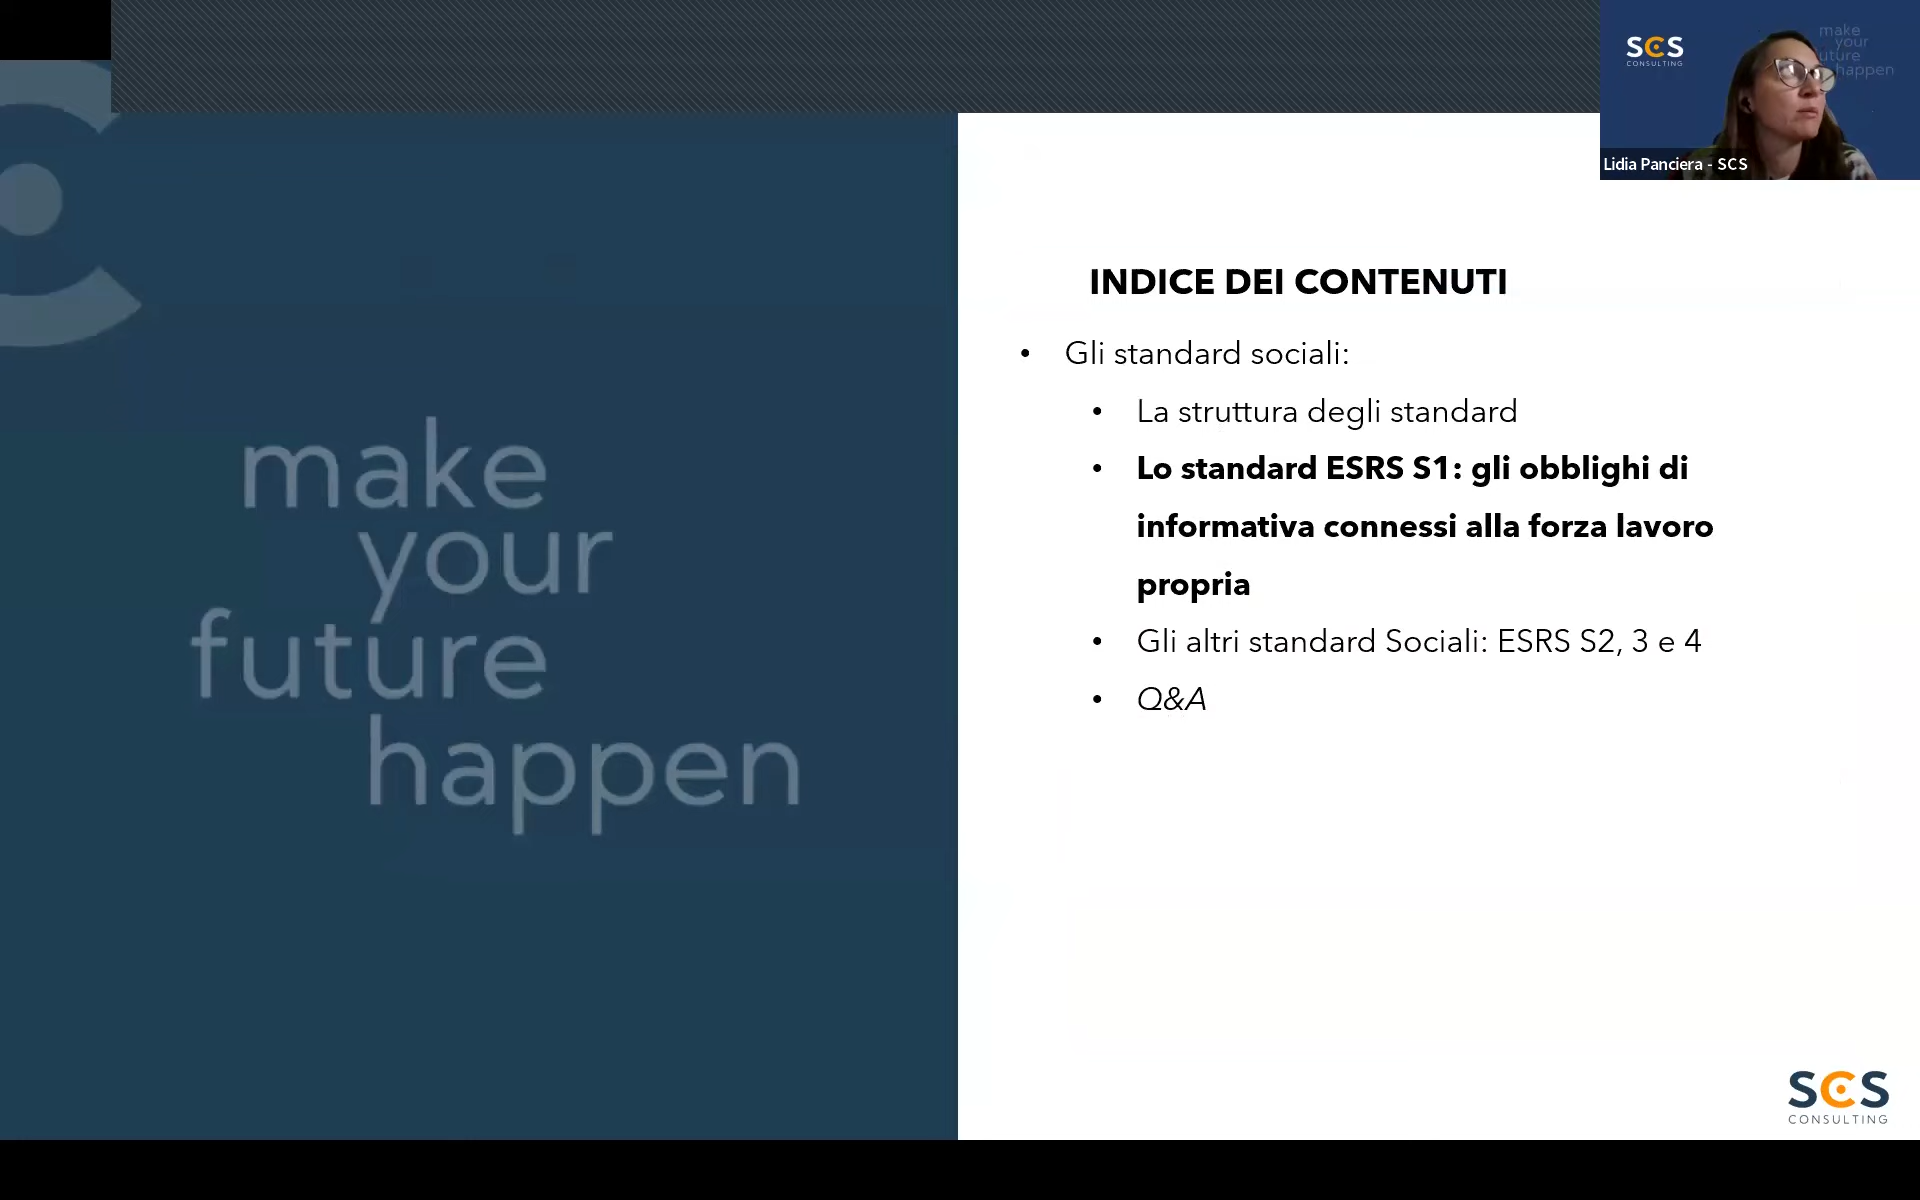 SCS
CONSULTING
make
your
future
happen
Lidia Panciera - SCS
make
your
future
happen
INDICE DEI CONTENUTI
• Gli standard sociali:
• La struttura degli standard
• Lo standard ESRS S1: gli obblighi di
informativa connessi alla forza lavoro
propria
• Gli altri standard Sociali: ESRS S2, 3 e 4
• Q&A
SCS
CONSULTING